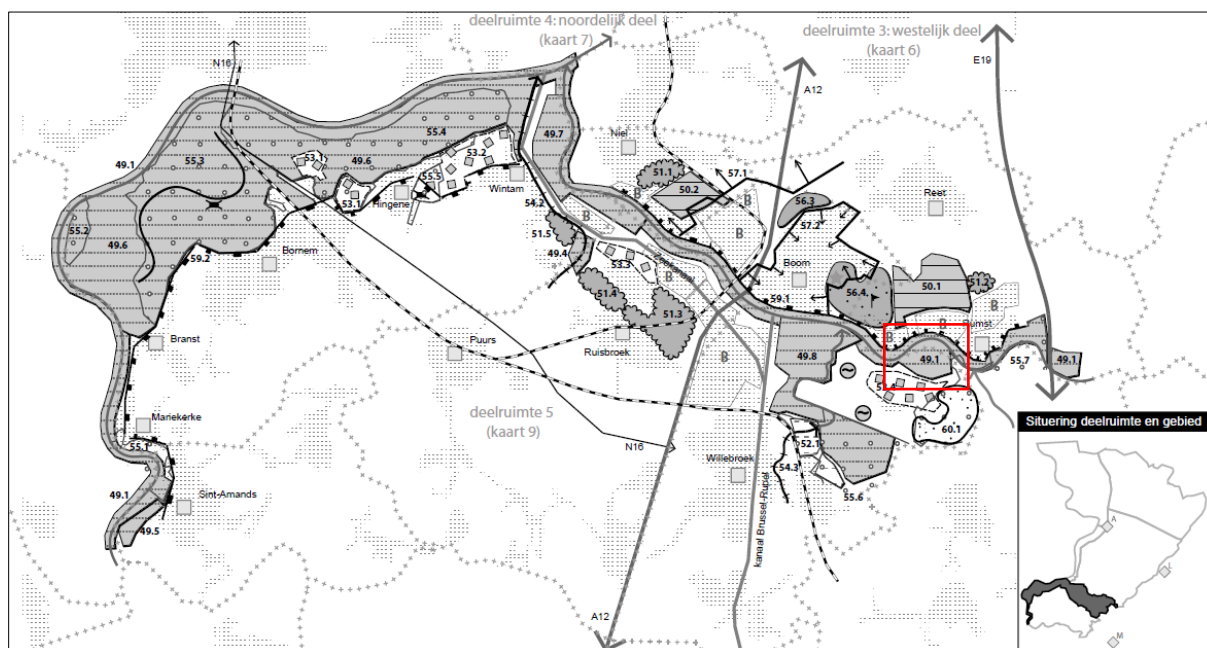 deelruimte 4: noordelijk deel
(kaart 7)
deelruimte 3: westelijk deel
(kaart 6)
E19
N16
A12
49.1
55.3
55.4
53.1
49.6
53.2
49.7
Niel
51.1
57.1
50.2
55.5
Wintam
53.1
Hingene
54.2
B
B
56.3
57.2
Reet
55.2
49.6
51.5
49.4
53.3
Zeekanaal
B
59.2
Bornem
Boom
51.4
B
59.1
56.4
50.1
51.2
B
51.3
B
Rumst
Branst
Puurs
Ruisbroek
B
49.8
B
49.1
55.7
49.1
Mariekerke
deelruimte 5
(kaart 9)
60.1
Situering deelruimte en gebied
55.1
N16
Willebroek
52.1
54.3
49.1
Sint-Amands
55.6
49.5
kanaal Brussel-Rupel
A
A12
M